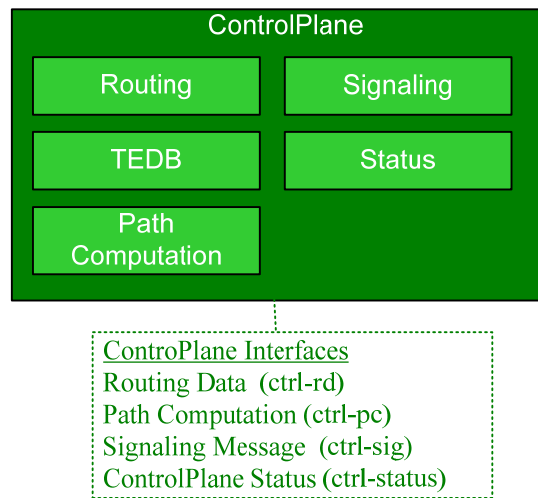 ControlPlane
Routing
Signaling
TEDB
Status
Path
Computation
ControPlane Interfaces
Routing Data (ctrl-rd)
Path Computation (ctrl-pc)
Signaling Message (ctrl-sig)
ControlPlane Status (ctrl-status)